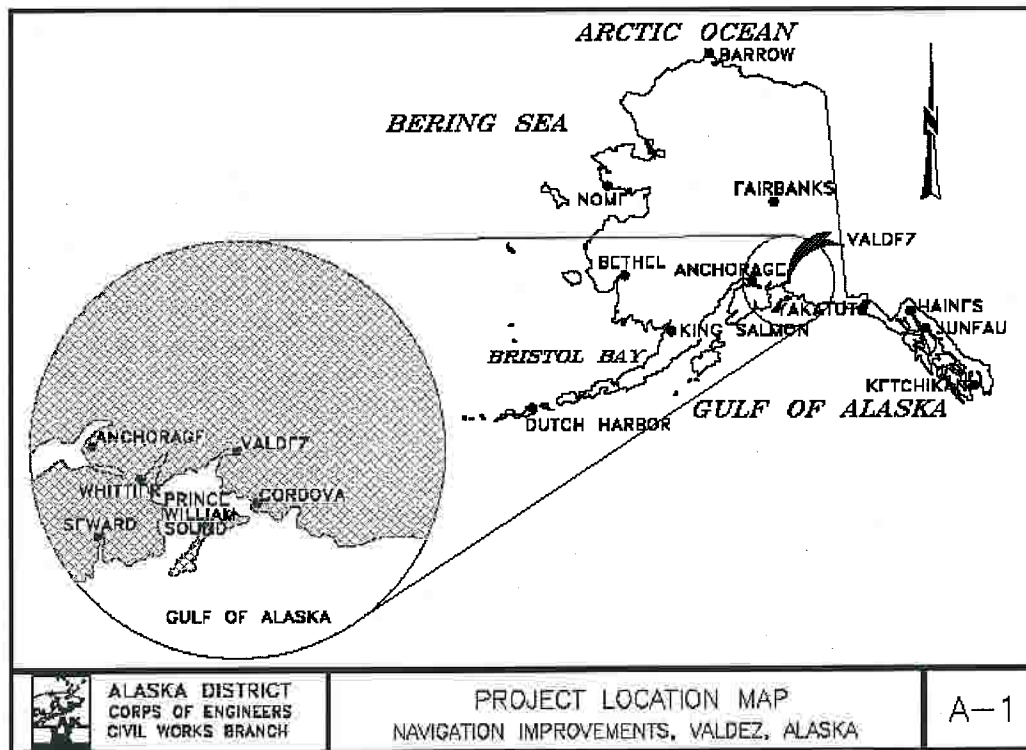 ARCTIC OCEAN
BARROW
BERING SEA
N
NOME
FAIRBANKS
VALDEZ
BETHEL
ANCHORAGE
YAKATUT
HAINES
JUNEAU
KING SALMON
BRISTOL BAY
KETCHIKAN
GULF OF ALASKA
DUTCH HARBOR
ANCHORAGE
VALDEZ
WHITTIER
PRINCE
WILLIAM
SOUND
CORDOVA
SEWARD
GULF OF ALASKA
ALASKA DISTRICT
CORPS OF ENGINEERS
CIVIL WORKS BRANCH
PROJECT LOCATION MAP
NAVIGATION IMPROVEMENTS, VALDEZ, ALASKA
A-1